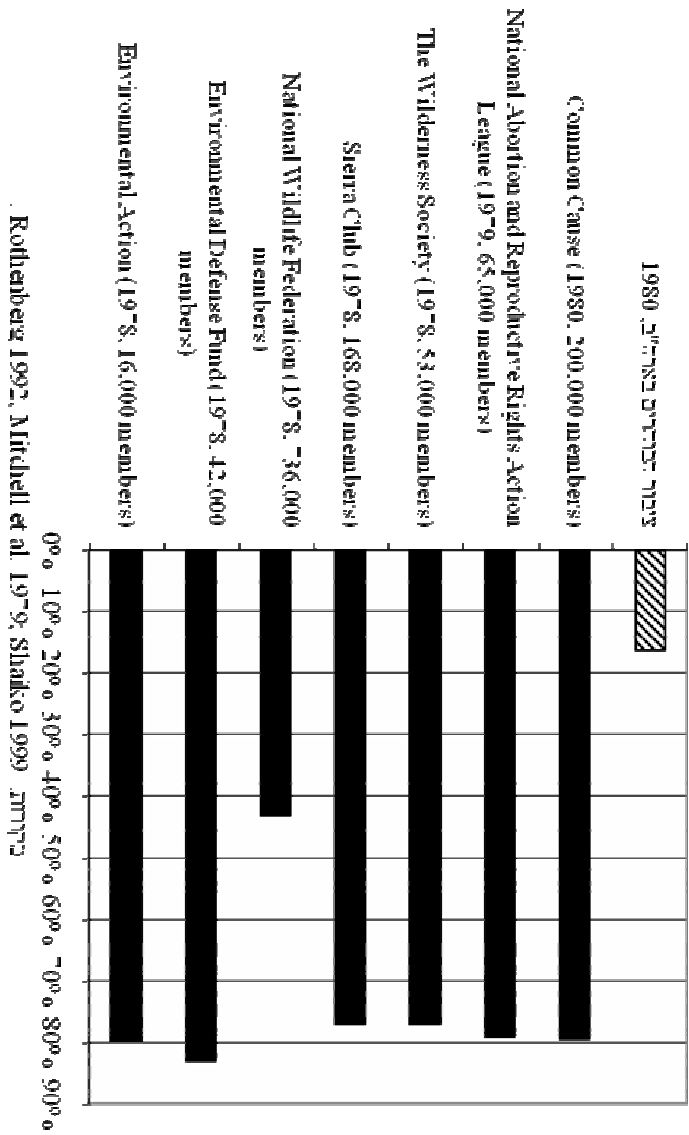 ציבור בארה"ב, 1980
Common Cause (1980, 200,000 members)
National Abortion and Reproductive Rights Action
League (1979, 65,000 members)
The Wilderness Society (1978, 53,000 members)
Sierra Club (1978, 168,000 members)
National Wildlife Federation (1978, 736,000
members)
Environmental Defense Fund (1978, 42,000
members)
Environmental Action (1978, 16,000 members)
0% 10% 20% 30% 40% 50% 60% 70% 80% 90%
מקורות Rothenberg 1992, Mitchell et al. 1979, Shaiko 1999 .